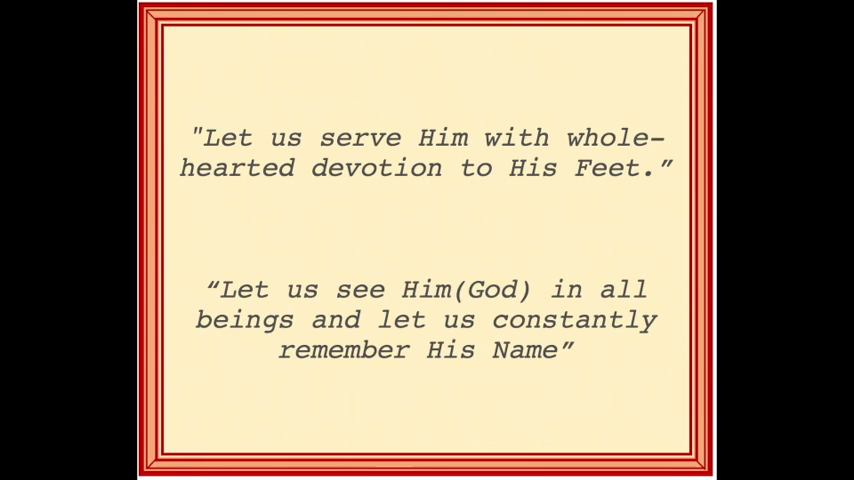 "Let us serve Him with whole-
hearted devotion to His Feet.”
“Let us see Him(God) in all
beings and let us constantly
remember His Name”